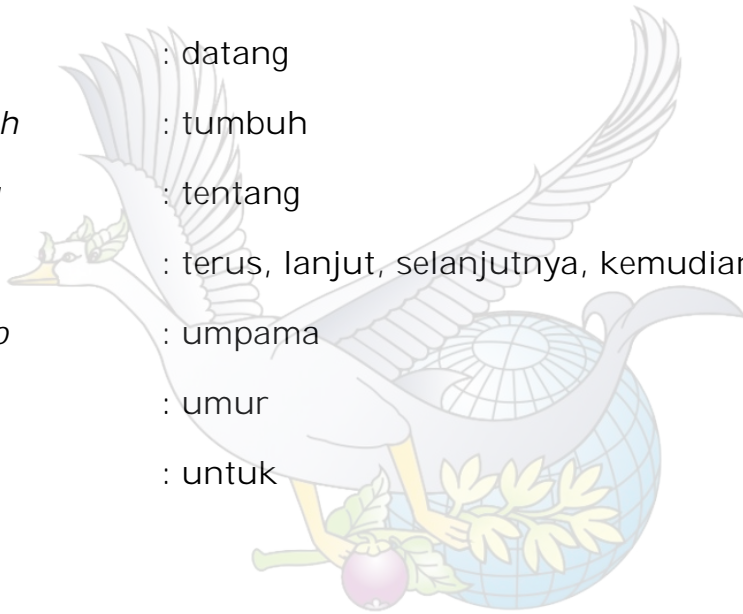 : datang
h : tumbuh
: tentang
: terus, lanjut, selanjutnya, kemudian
: umpama
: umur
: untuk